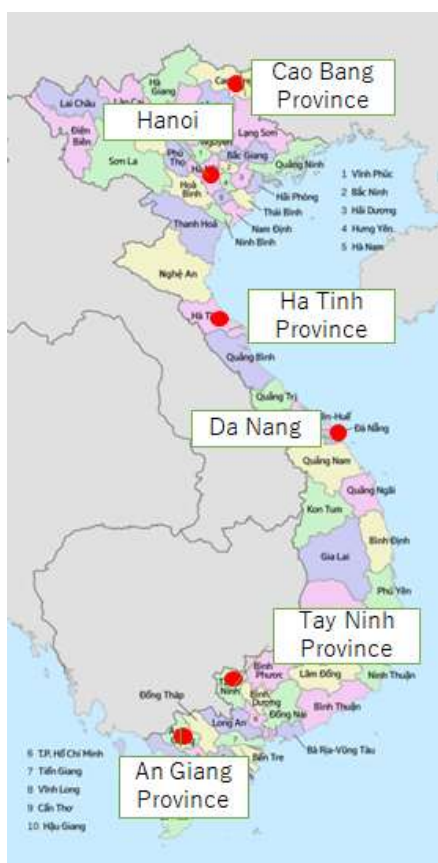 Cao Bang
Province
Hà
Giang
Lai Châu
Hanoi
Lạng Sơn
Điện
Biên
Phú
Thọ
Bắc Giang
Sơn La
Quảng Ninh
Hoà
Bình
Hải Phòng
Thái Bình
Nam Định
Ninh Bình
Thanh Hoá
1 Vĩnh Phúc
2 Bắc Ninh
3 Hải Dương
4 Hưng Yên
5 Hà Nam
Nghệ An
Ha Tinh
Province
Quảng Bình
Quảng Trị
Da Nang
Đà Nẵng
Quảng Nam
Quảng Ngãi
Kon Tum
Gia Lai
Bình Định
Phú Yên
Tay Ninh
Province
Bình
Phước
Ninh
Lâm Đồng
Ninh Thuận
Bình
Dương
Đồng Tháp
Long An
Đồng Nai
Bình Thuận
Bà Rịa-Vũng Tàu
Bến Tre
6 T.P. Hồ Chí Minh
7 Tiền Giang
8 Vĩnh Long
9 Cần Thơ
10 Hậu Giang
An Giang
Province